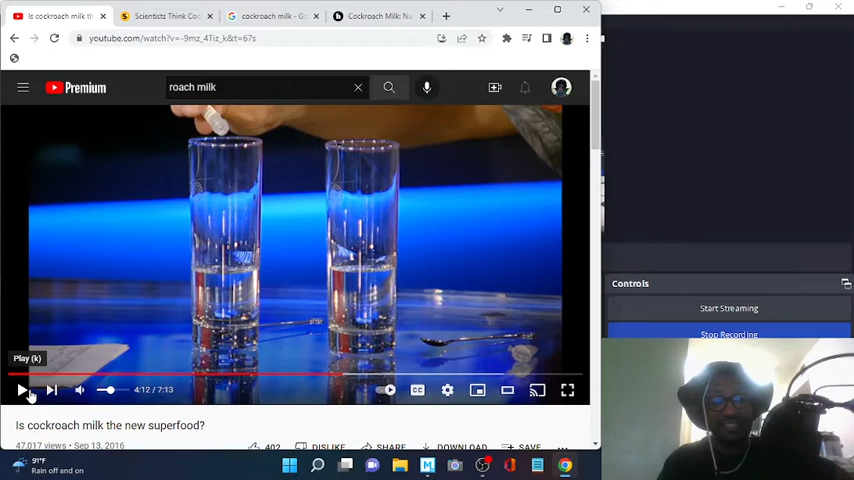 Is cockroach milk th
Scientists Think Co
cockroach milk - Go
Cockroach Milk: Nu
youtube.com/watch?v=-9mz_4Tiz_k&t=67s
Premium
roach milk
Controls
Start Streaming
Stop Recording
Play (k)
4:12 / 7:13
CC
Is cockroach milk the new superfood?
47,017 views • Sep 13, 2016
402
DISLIKE
SHARE
DOWNLOAD
SAVE
91°F
Rain off and on